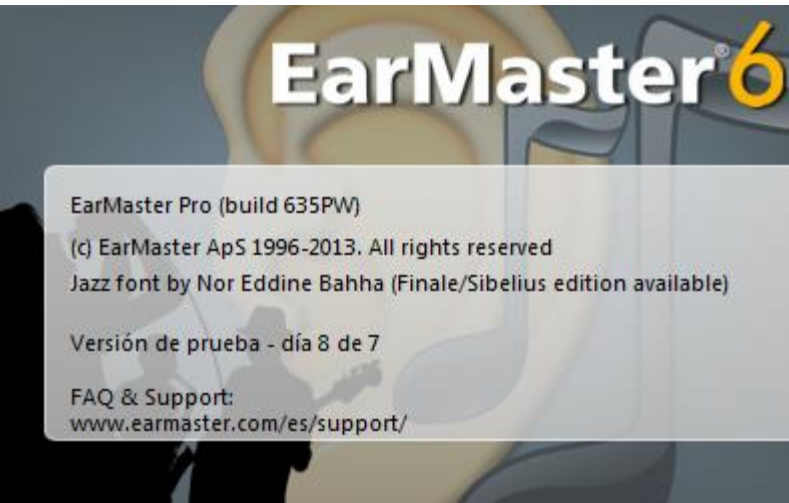 EarMaster®6
EarMaster Pro (build 635PW)
(c) EarMaster ApS 1996-2013. All rights reserved
Jazz font by Nor Eddine Bahha (Finale/Sibelius edition available)
Versión de prueba - día 8 de 7
FAQ & Support:
www.earmaster.com/es/support/